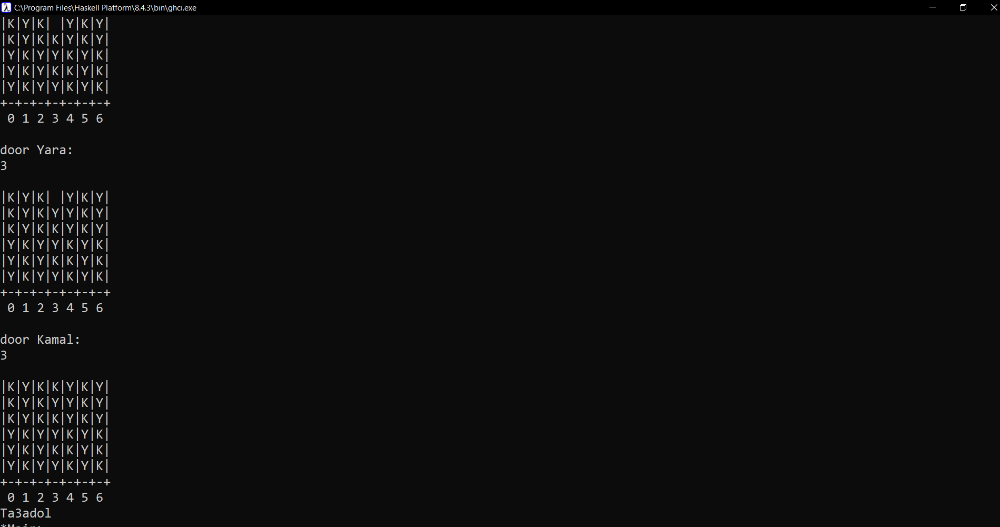 C:\Program Files\Haskell Platform\8.4.3\bin\ghci.exe
|K|Y|K| |Y|K|Y|
|K|Y|K|K|Y|K|Y|
|Y|K|Y|Y|K|Y|K|
|Y|K|Y|K|K|Y|K|
|Y|K|Y|Y|K|Y|K|
+-+-+-+-+-+-+-+
0 1 2 3 4 5 6
door Yara:
3
|K|Y|K| |Y|K|Y|
|K|Y|K|Y|Y|K|Y|
|K|Y|K|K|Y|K|Y|
|Y|K|Y|Y|K|Y|K|
|Y|K|Y|K|K|Y|K|
|Y|K|Y|Y|K|Y|K|
+-+-+-+-+-+-+-+
0 1 2 3 4 5 6
door Kamal:
3
|K|Y|K|K|Y|K|Y|
|K|Y|K|Y|Y|K|Y|
|K|Y|K|K|Y|K|Y|
|Y|K|Y|Y|K|Y|K|
|Y|K|Y|K|K|Y|K|
|Y|K|Y|Y|K|Y|K|
+-+-+-+-+-+-+-+
0 1 2 3 4 5 6
Ta3adol